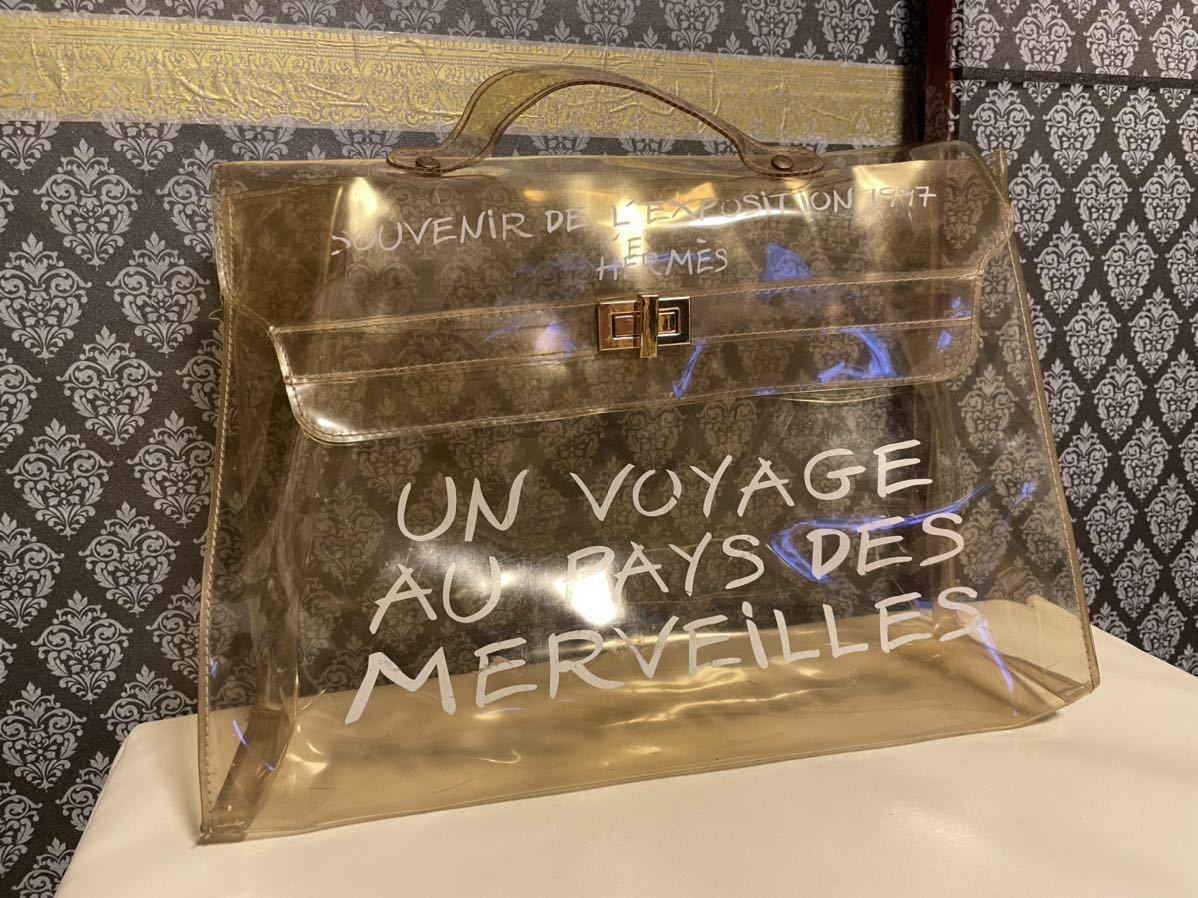 SOUVENIR DE L'EXPOSITION 1997
HERMÈS
UN VOYAGE
AU PAYS DES
MERVEILLES